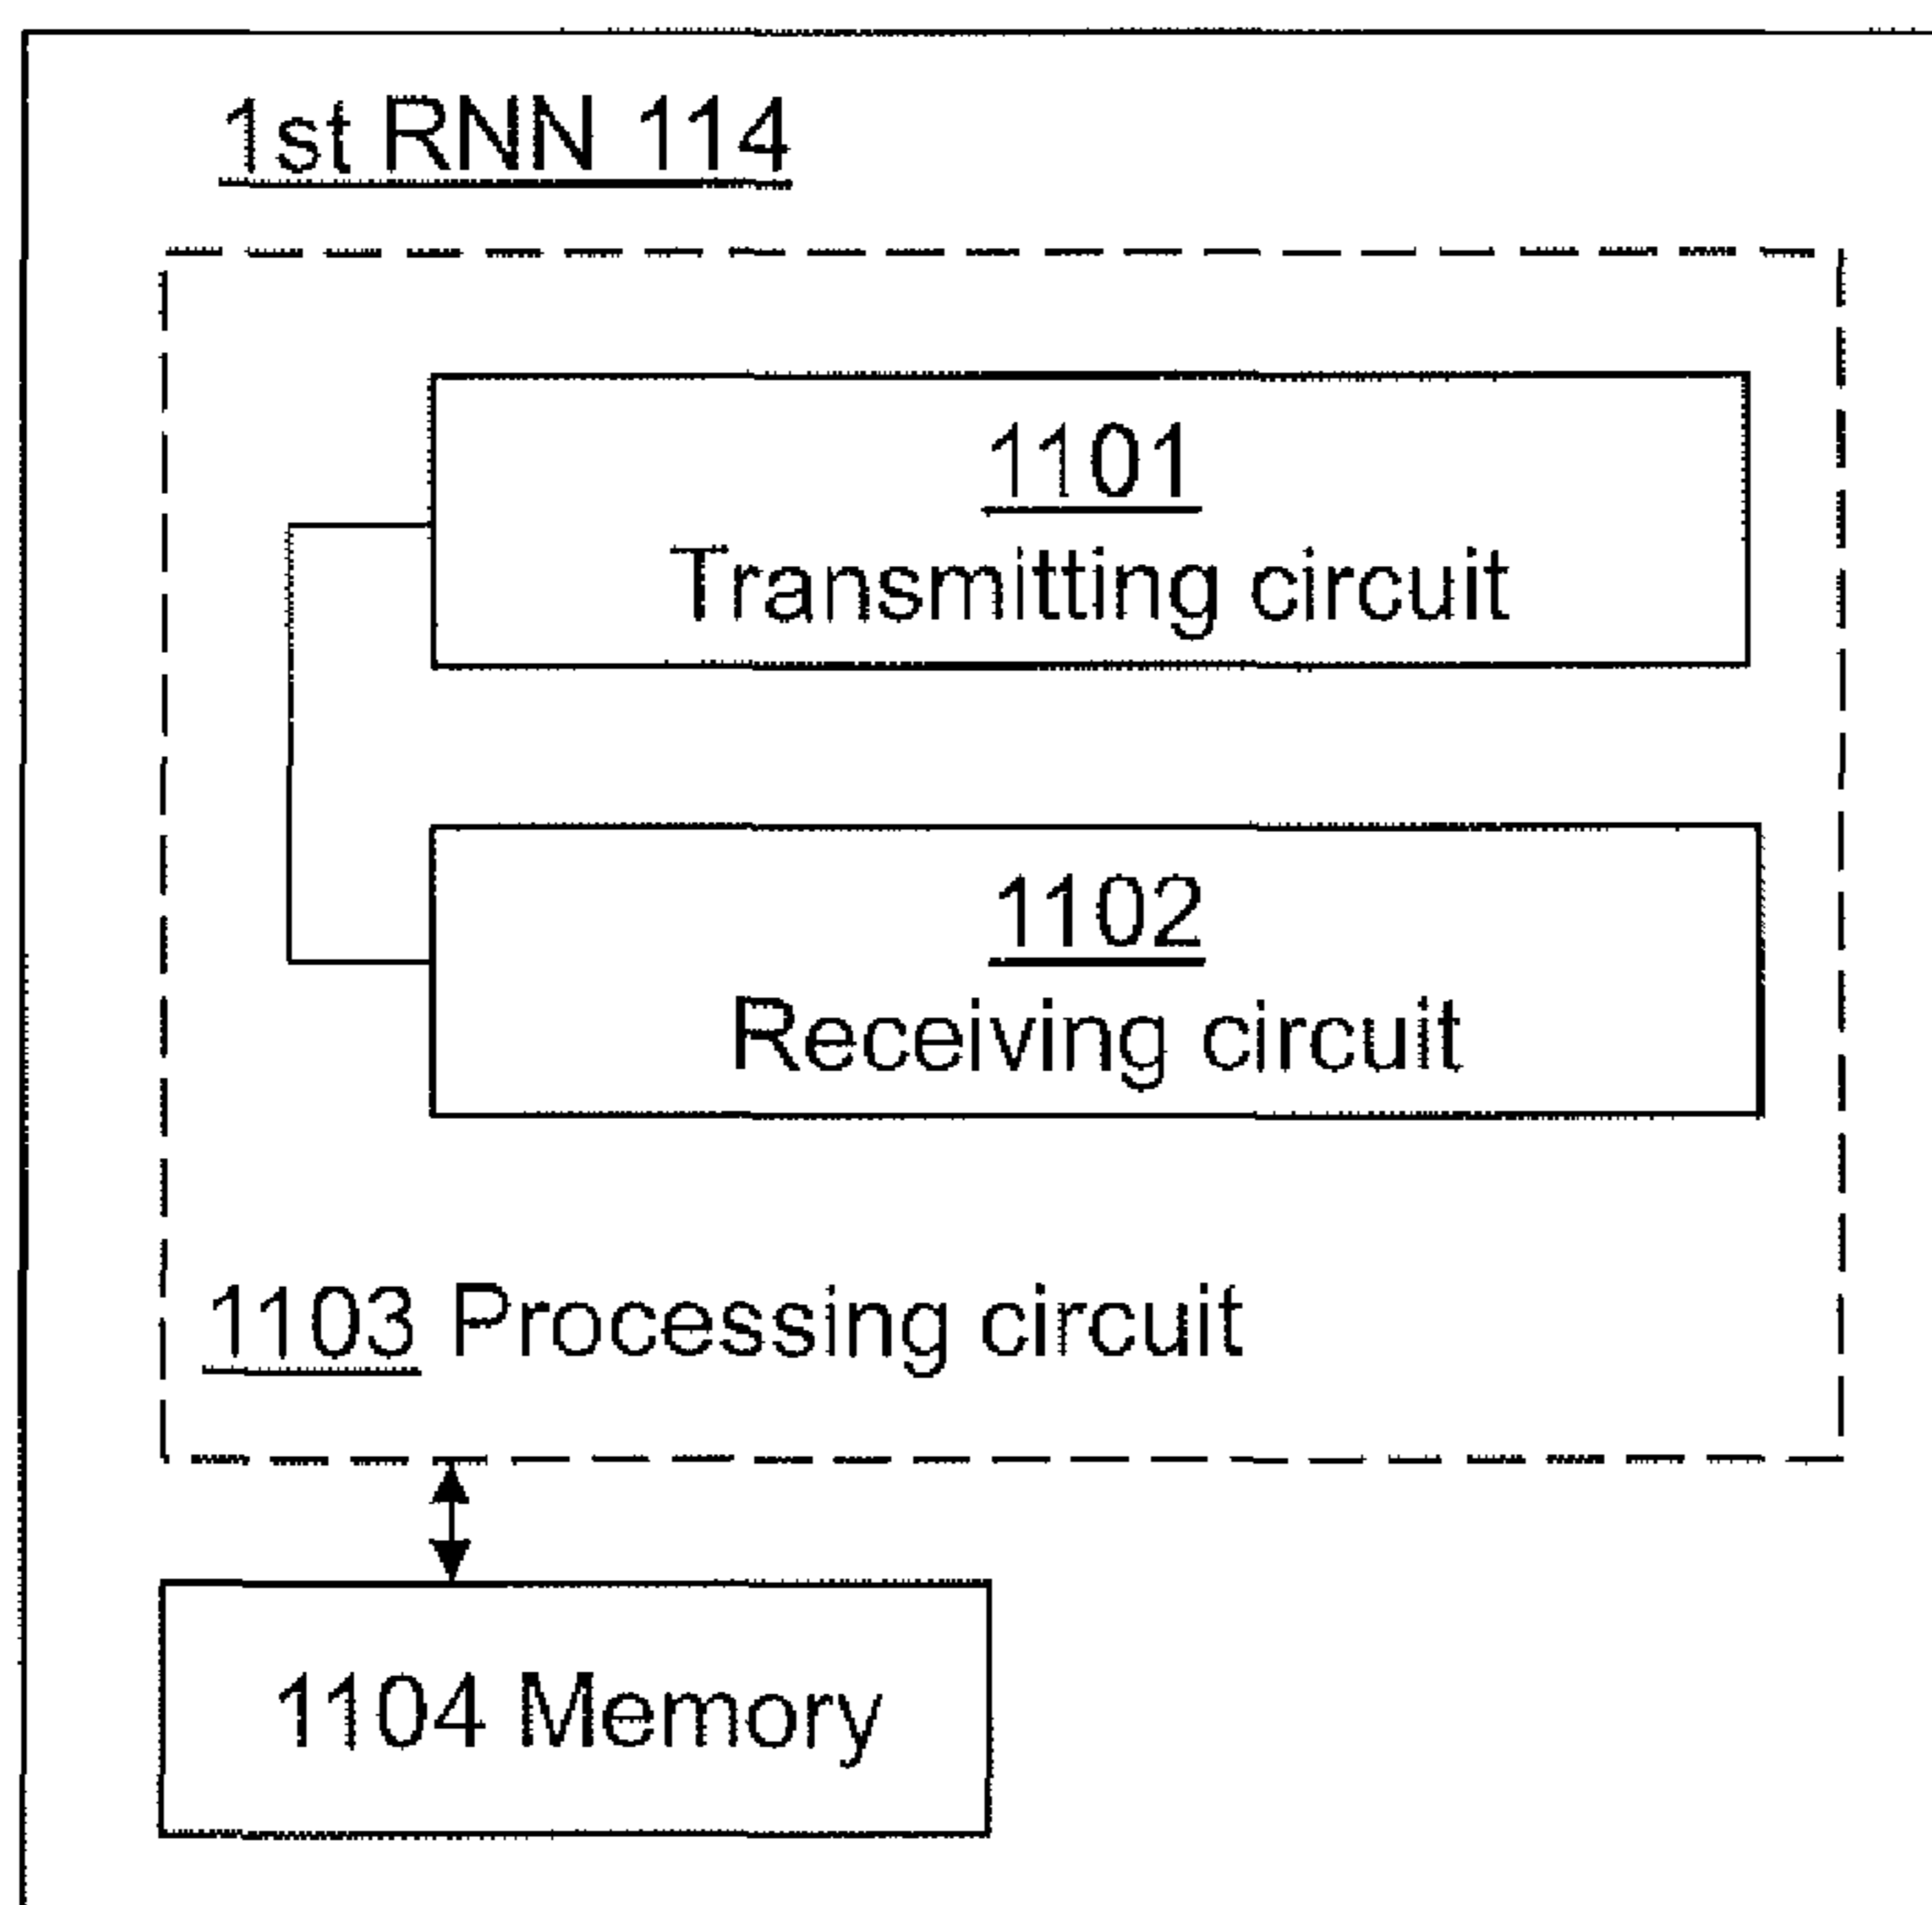 1st RNN 114
1101
Transmitting circuit
1102
Receiving circuit
1103 Processing circuit
1104 Memory